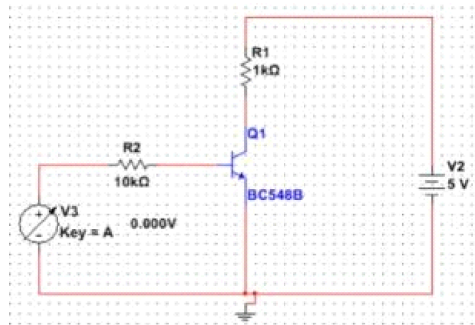 R1
1kΩ
Q1
R2
10kΩ
BC548B
V2
5 V
V3
Key = A
0.000V